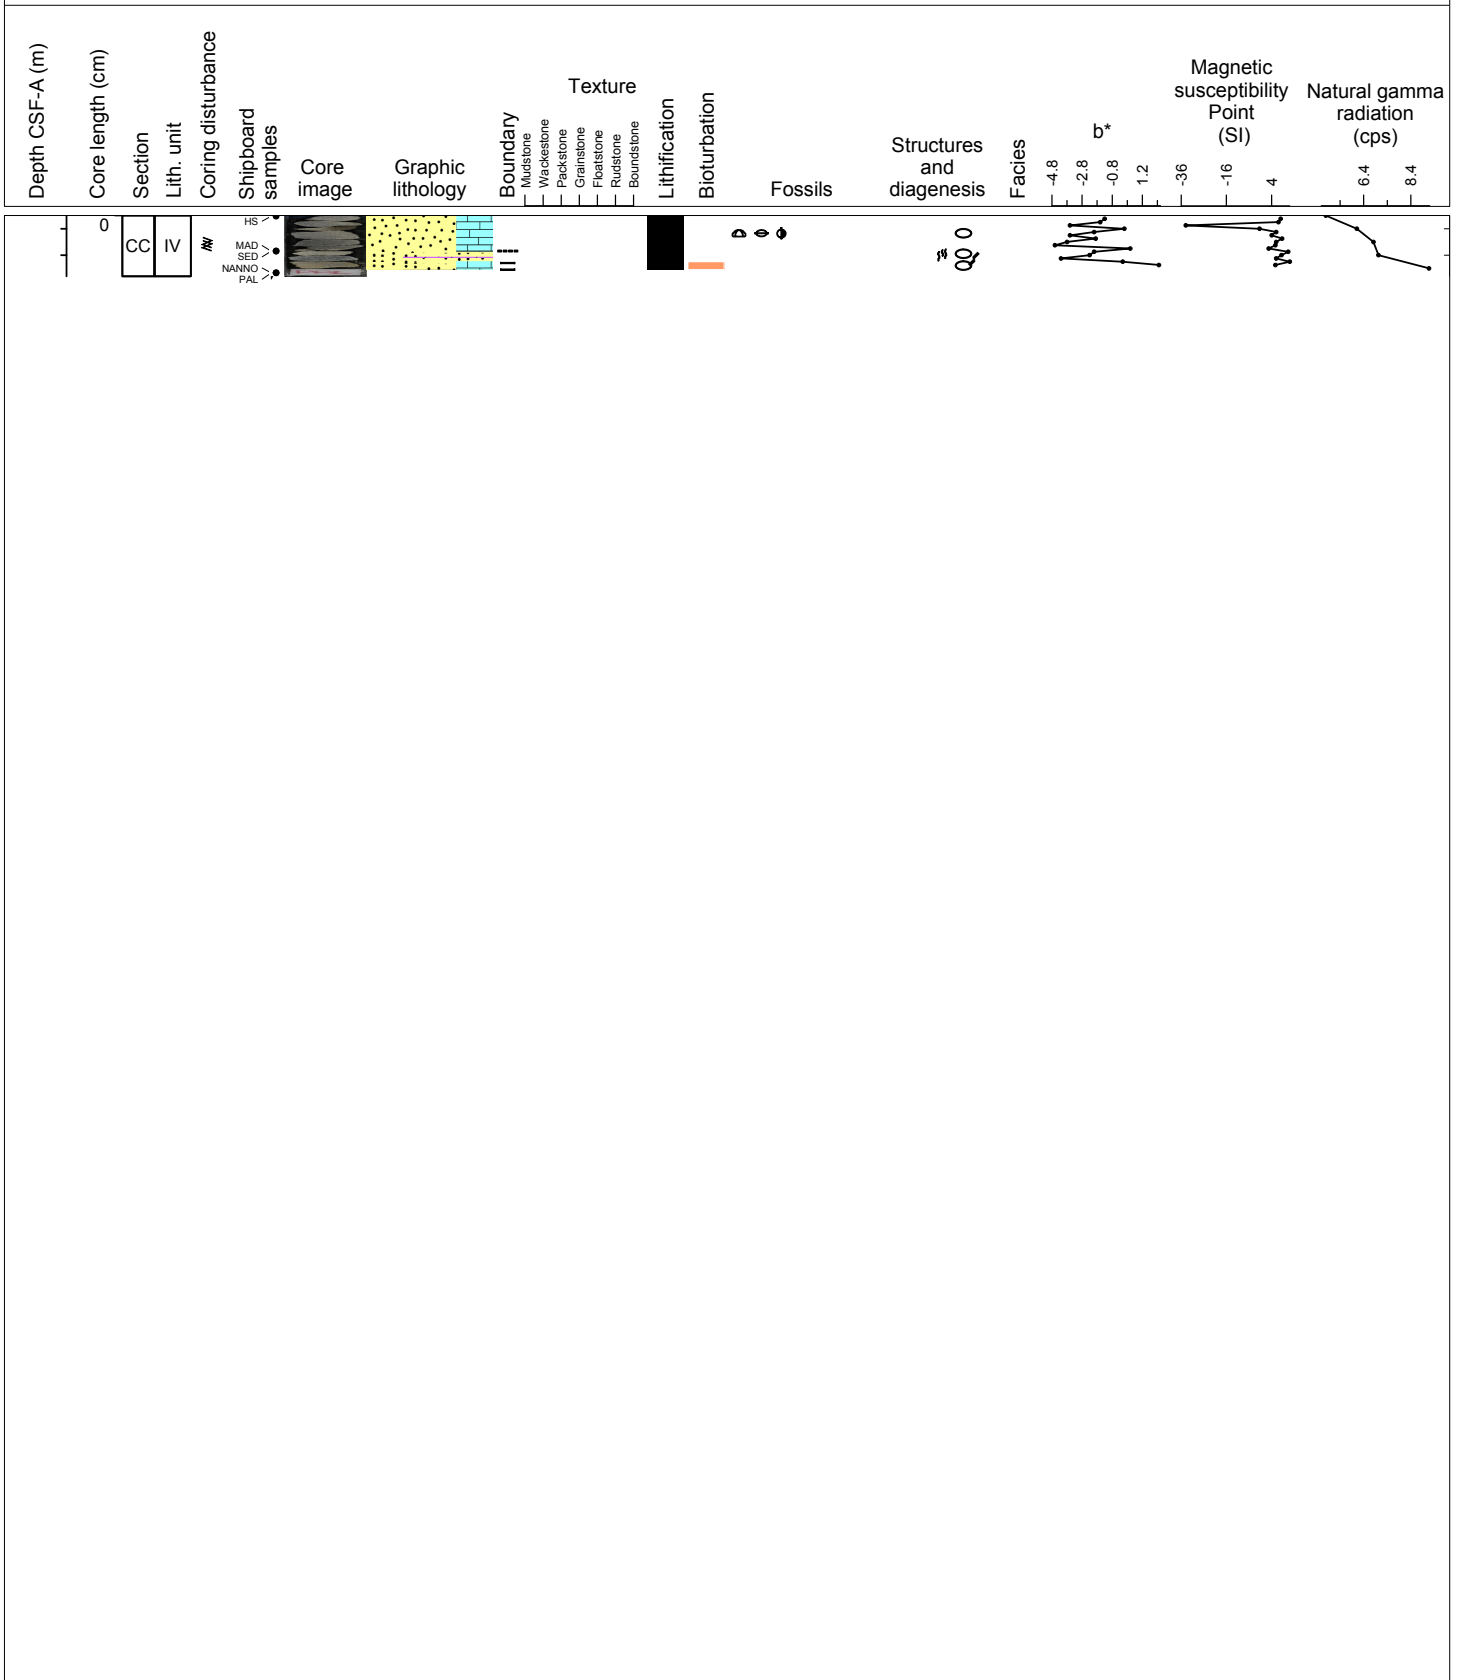 Depth CSF-A (m)
Core length (cm)
Section
Lith. unit
Coring disturbance
Shipboard
samples
Core
image
Graphic
lithology
Boundary
Texture
Mudstone
Wackestone
Packstone
Grainstone
Floatstone
Rudstone
Boundstone
Lithification
Bioturbation
Fossils
Structures
and
diagenesis
Facies
b*
-4.8
-2.8
-0.8
1.2
Magnetic
susceptibility
Point
(SI)
-36
-16
4
Natural gamma
radiation
(cps)
6.4
8.4
0
CC
IV
HS
MAD
SED
NANNO
PAL